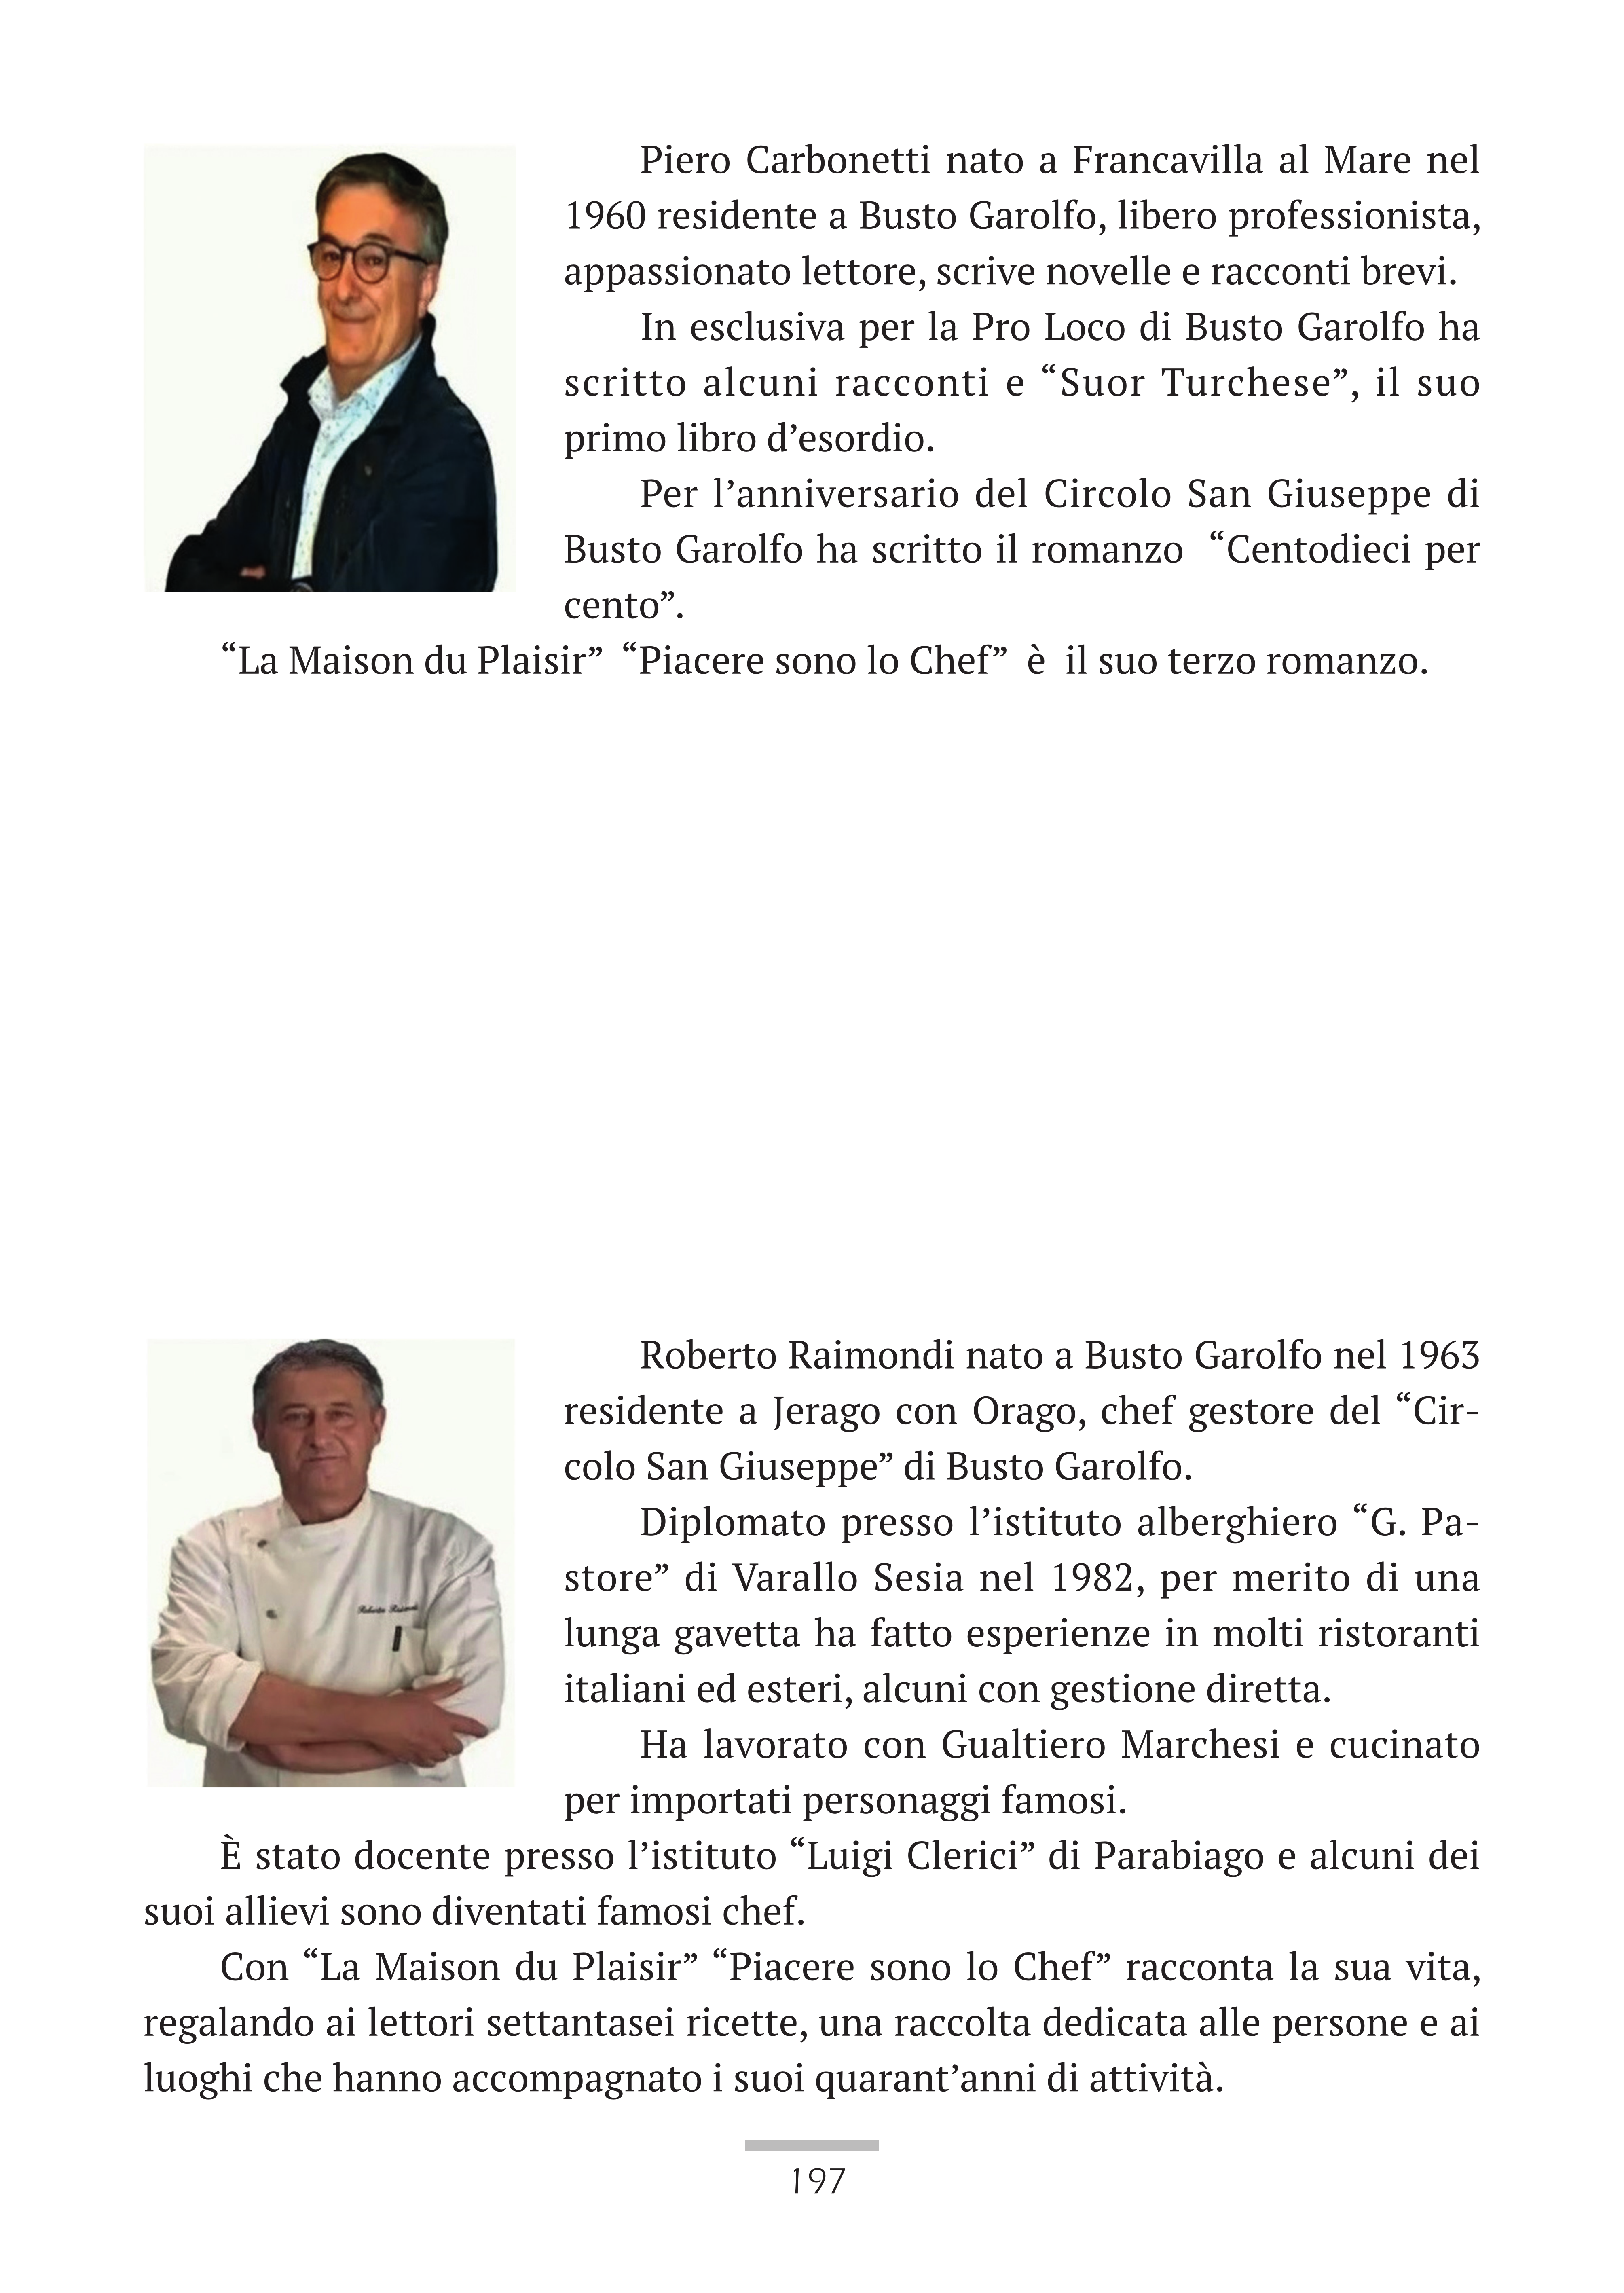 Piero Carbonetti nato a Francavilla al Mare nel
1960 residente a Busto Garolfo, libero professionista,
appassionato lettore, scrive novelle e racconti brevi.
In esclusiva per la Pro Loco di Busto Garolfo ha
scritto alcuni racconti e “Suor Turchese”, il suo
primo libro d’esordio.
Per l’anniversario del Circolo San Giuseppe di
Busto Garolfo ha scritto il romanzo “Centodieci per
cento”.
“La Maison du Plaisir” “Piacere sono lo Chef” è il suo terzo romanzo.
Roberto Raimondi nato a Busto Garolfo nel 1963
residente a Jerago con Orago, chef gestore del “Cir-
colo San Giuseppe” di Busto Garolfo.
Diplomato presso l’istituto alberghiero “G. Pa-
store” di Varallo Sesia nel 1982, per merito di una
lunga gavetta ha fatto esperienze in molti ristoranti
italiani ed esteri, alcuni con gestione diretta.
Ha lavorato con Gualtiero Marchesi e cucinato
per importati personaggi famosi.
È stato docente presso l’istituto “Luigi Clerici” di Parabiago e alcuni dei
suoi allievi sono diventati famosi chef.
Con “La Maison du Plaisir” “Piacere sono lo Chef” racconta la sua vita,
regalando ai lettori settantasei ricette, una raccolta dedicata alle persone e ai
luoghi che hanno accompagnato i suoi quarant’anni di attività.
197